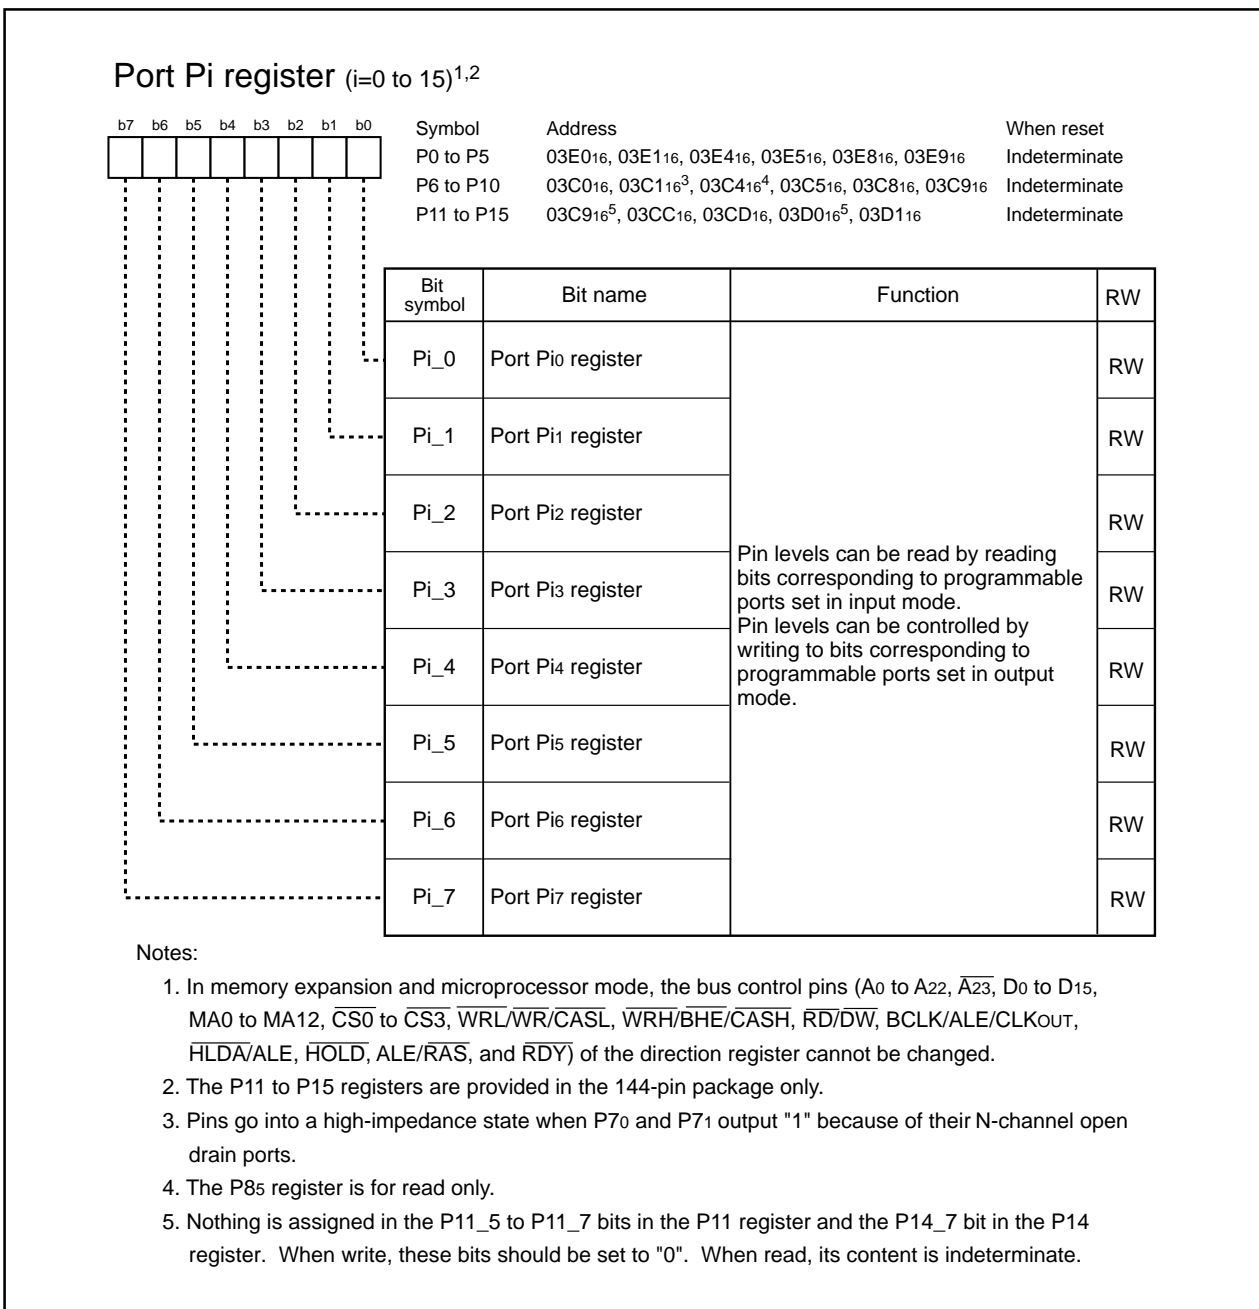 Port Pi register (i=0 to 15)1,2
b7 b6 b5 b4 b3 b2 b1 b0
Symbol Address When reset
P0 to P5 03E016, 03E116, 03E416, 03E516, 03E816, 03E916 Indeterminate
P6 to P10 03C016, 03C1163, 03C4164, 03C516, 03C816, 03C916 Indeterminate
P11 to P15 03C9165, 03CC16, 03CD16, 03D0165, 03D116 Indeterminate
Bit symbol Bit name Function RW
Pi_0 Port Pi0 register RW
Pi_1 Port Pi1 register RW
Pi_2 Port Pi2 register RW
Pi_3 Port Pi3 register RW
Pi_4 Port Pi4 register RW
Pi_5 Port Pi5 register RW
Pi_6 Port Pi6 register RW
Pi_7 Port Pi7 register RW
Pin levels can be read by reading
bits corresponding to programmable
ports set in input mode.
Pin levels can be controlled by
writing to bits corresponding to
programmable ports set in output
mode.
Notes:
1. In memory expansion and microprocessor mode, the bus control pins (A0 to A22, A23, D0 to D15,
MA0 to MA12, CS0 to CS3, WRL/WR/CASL, WRH/BHE/CASH, RD/DW, BCLK/ALE/CLKOUT,
HLDA/ALE, HOLD, ALE/RAS, and RDY) of the direction register cannot be changed.
2. The P11 to P15 registers are provided in the 144-pin package only.
3. Pins go into a high-impedance state when P70 and P71 output "1" because of their N-channel open
drain ports.
4. The P85 register is for read only.
5. Nothing is assigned in the P11_5 to P11_7 bits in the P11 register and the P14_7 bit in the P14
register. When write, these bits should be set to "0". When read, its content is indeterminate.